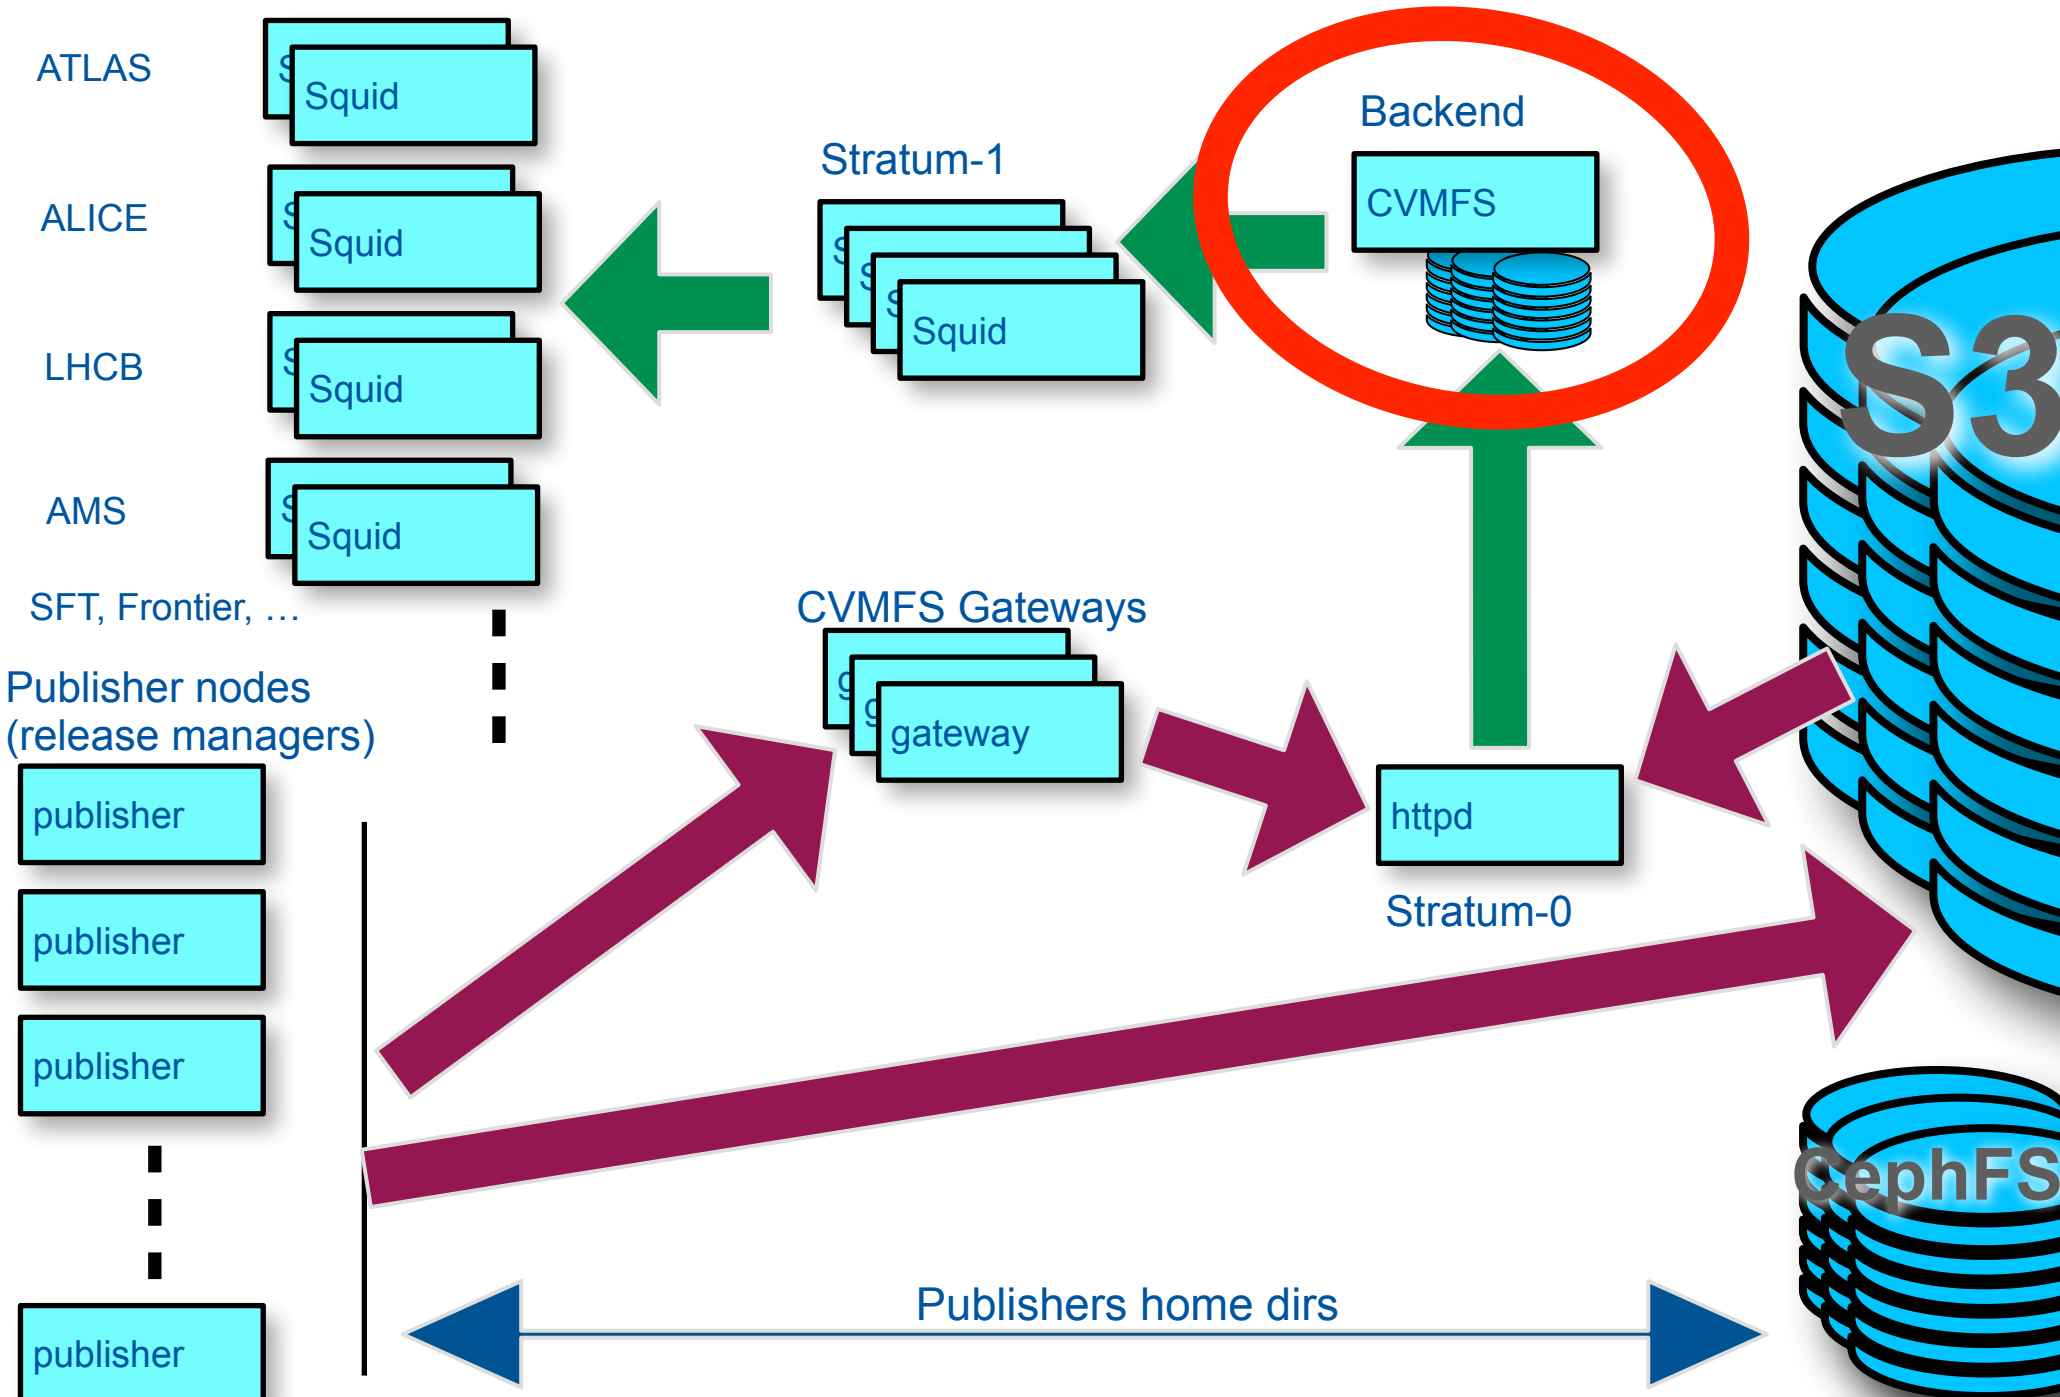 ATLAS
S
Squid
ALICE
S
Squid
LHCB
S
Squid
AMS
S
Squid
SFT, Frontier, …
Stratum-1
S
S
S
Squid
Backend
CVMFS
S3
CVMFS Gateways
g
g
gateway
httpd
Stratum-0
Publisher nodes
(release managers)
publisher
publisher
publisher
publisher
Publishers home dirs
CephFS